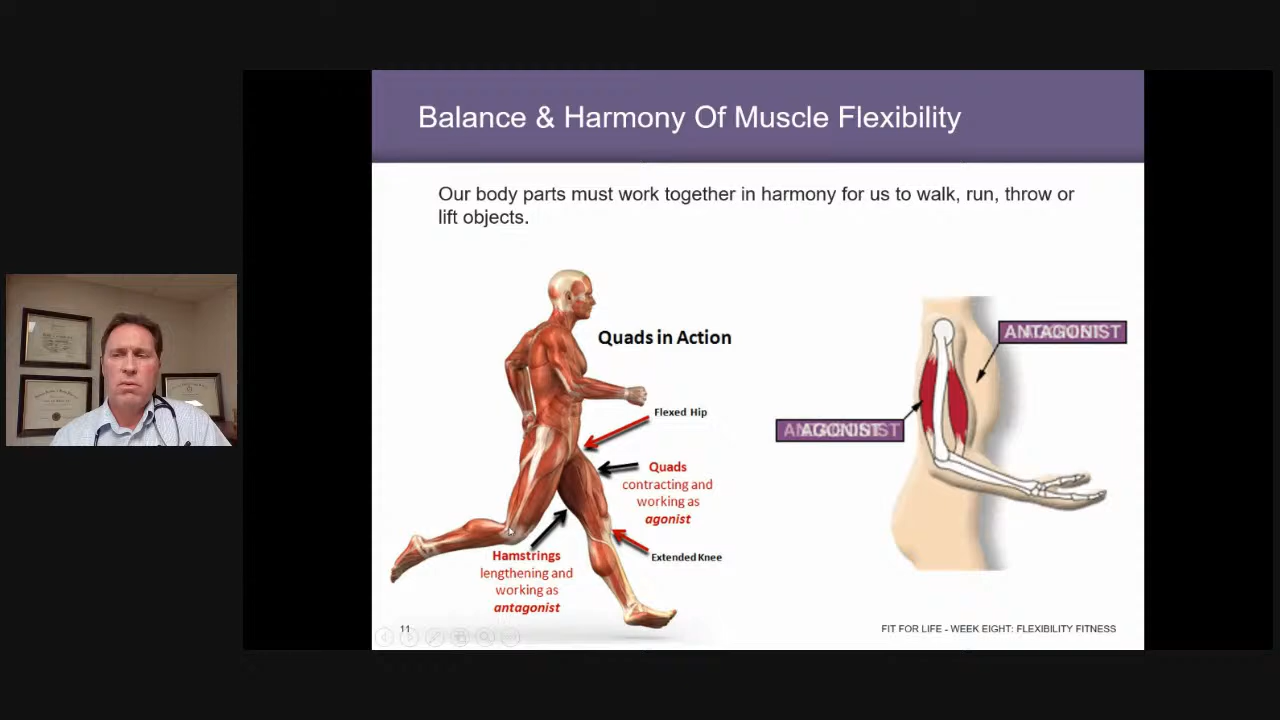 Balance & Harmony Of Muscle Flexibility
Our body parts must work together in harmony for us to walk, run, throw or
lift objects.
Quads in Action
Flexed Hip
Quads
contracting and
working as
agonist
Extended Knee
Hamstrings
lengthening and
working as
antagonist
ANTAGONIST
AGONIST
11
FIT FOR LIFE - WEEK EIGHT: FLEXIBILITY FITNESS